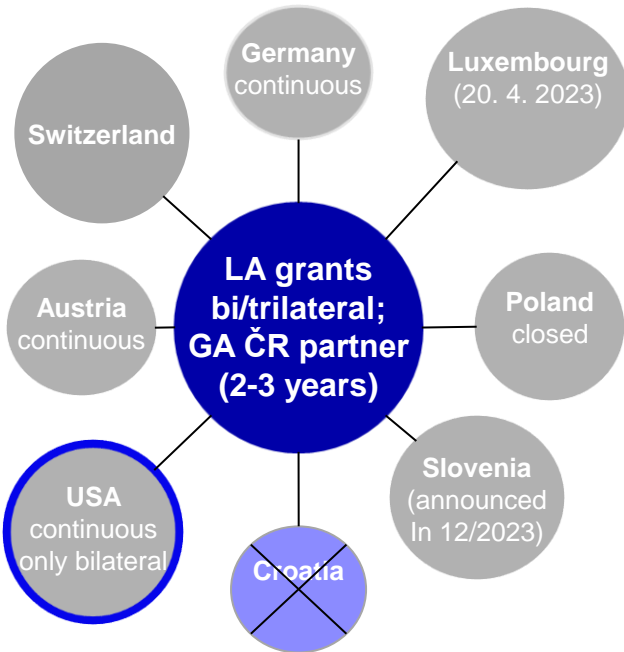 Germany
continuous
Luxembourg
(20. 4. 2023)
Switzerland
LA grants
bi/trilateral;
GA ČR partner
(2-3 years)
Austria
continuous
Poland
closed
USA
continuous
only bilateral
Slovenia
(announced
In 12/2023)
Croatia